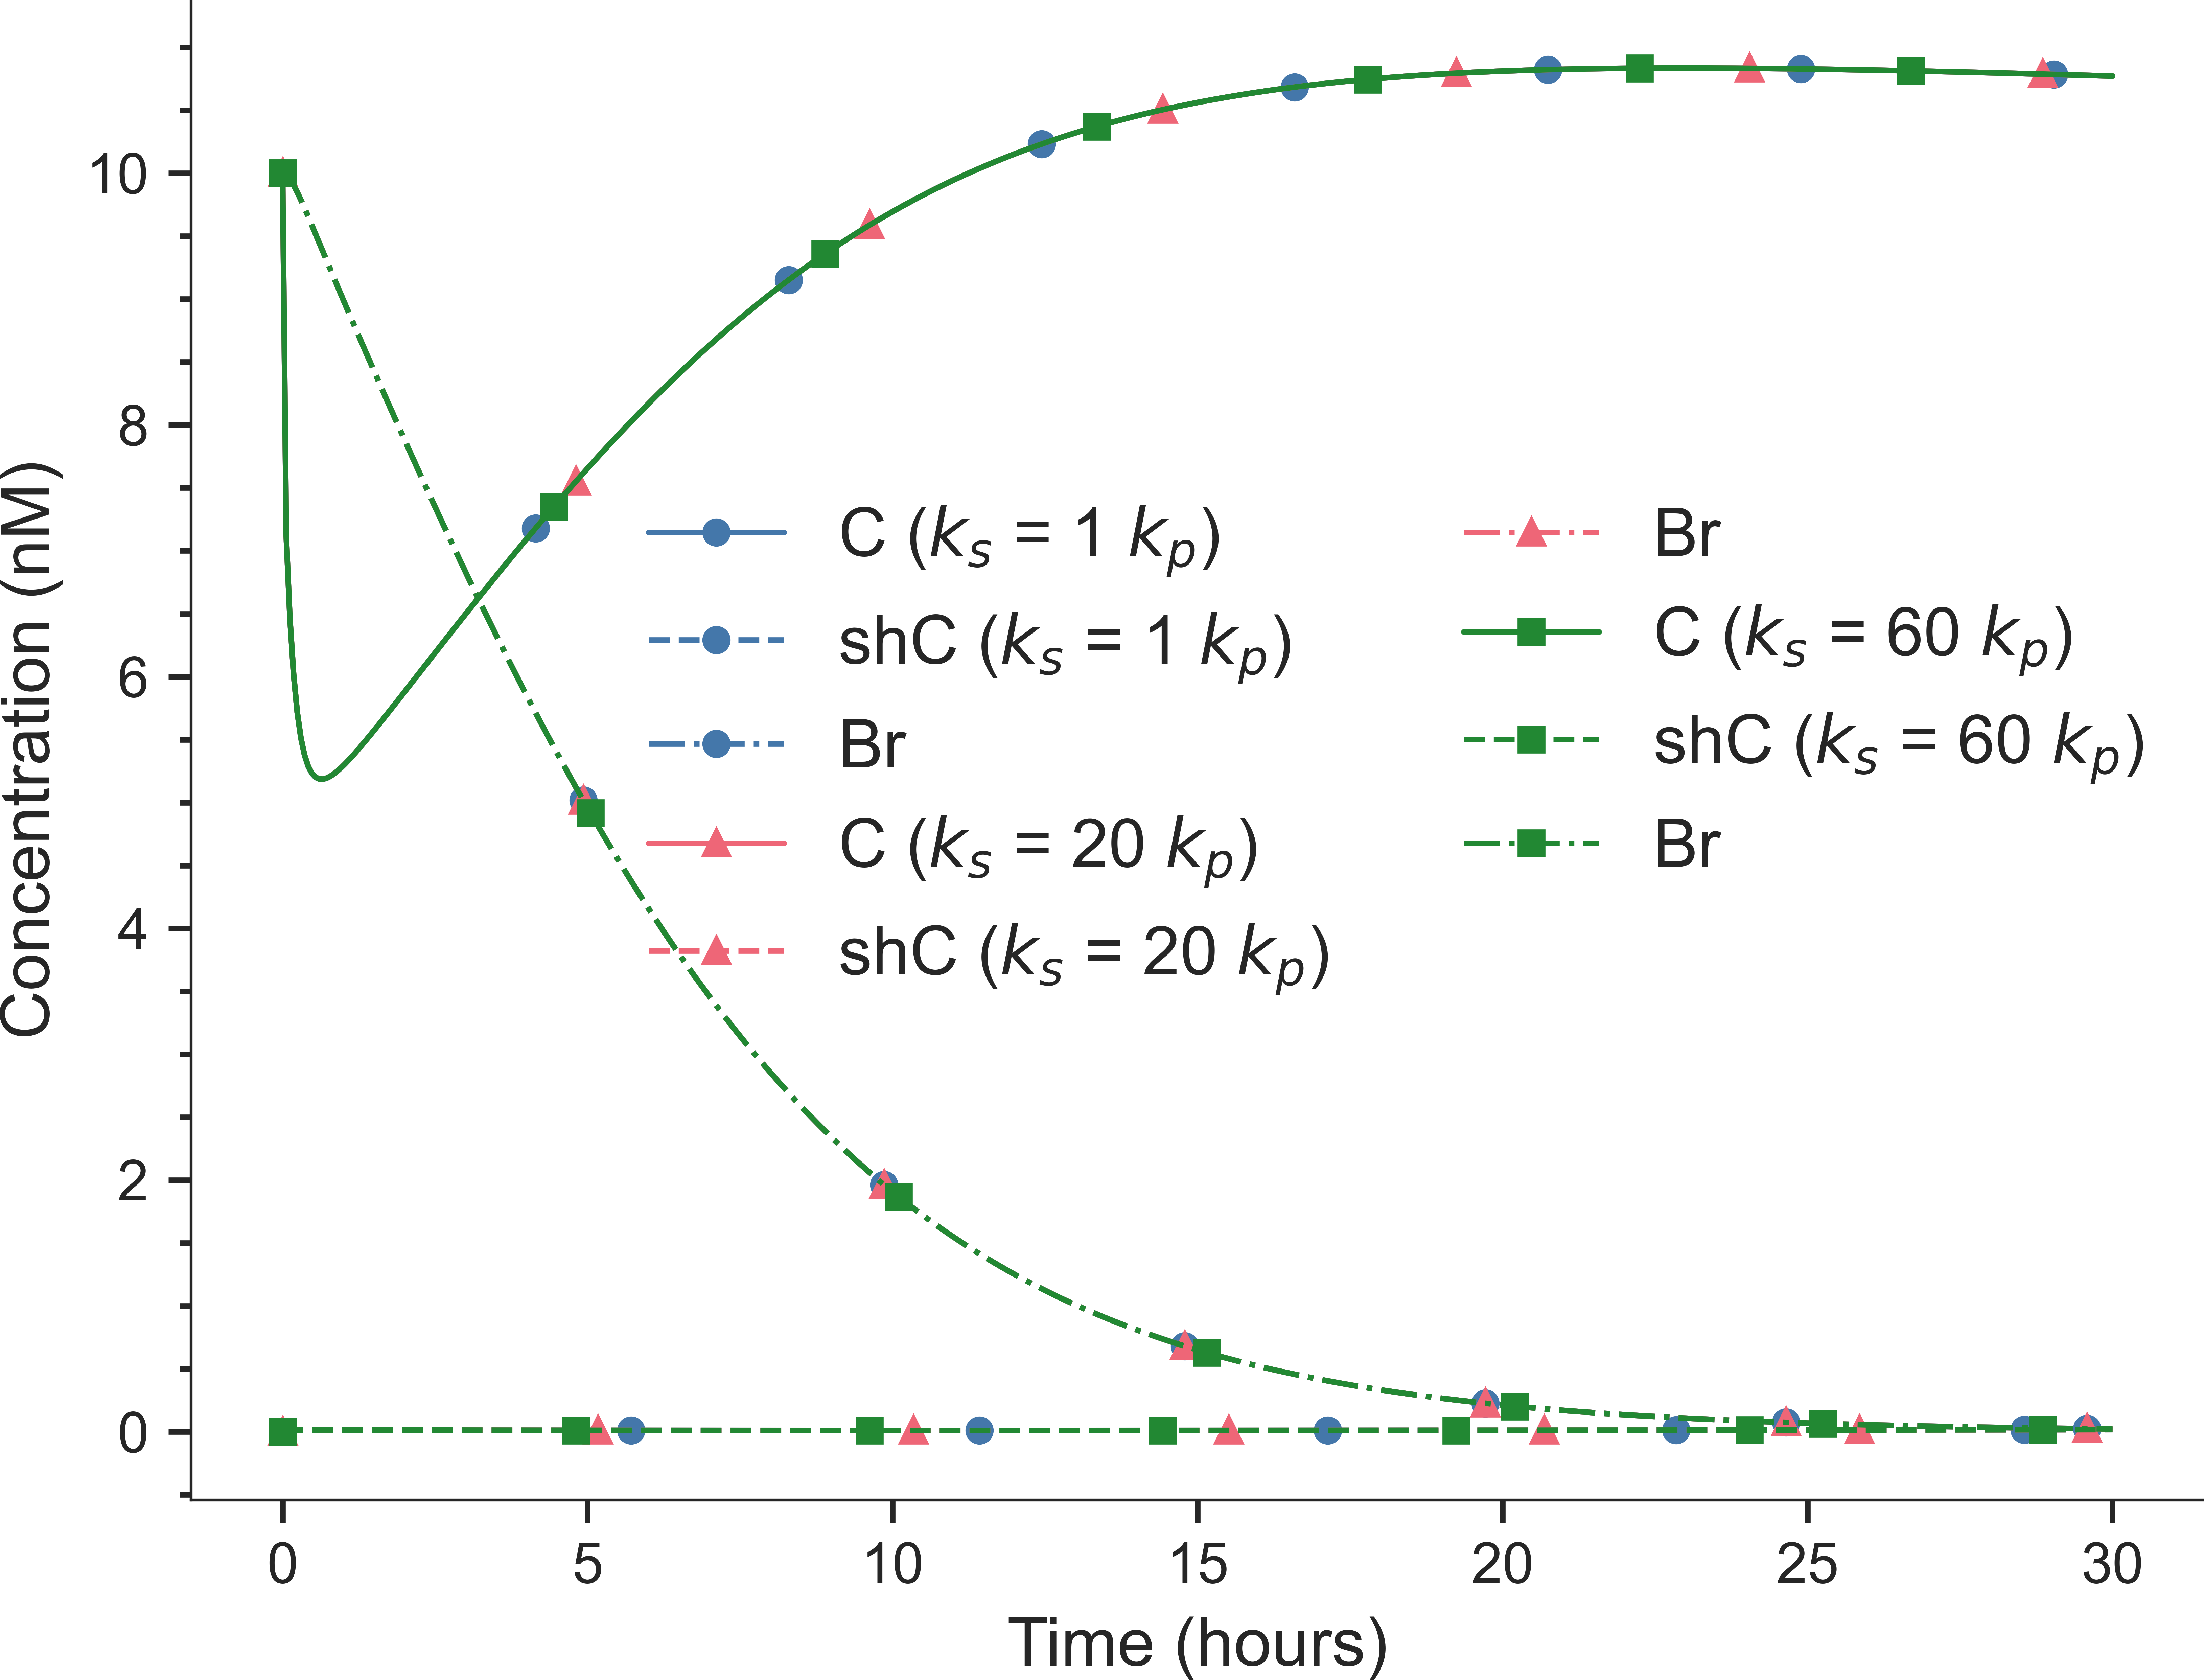 Concentration (nM)
10
8
6
4
2
0
C (kₛ = 1 kₚ)
shC (kₛ = 1 kₚ)
Br
C (kₛ = 20 kₚ)
shC (kₛ = 20 kₚ)
Br
C (kₛ = 60 kₚ)
shC (kₛ = 60 kₚ)
Br
0 5 10 15 20 25 30
Time (hours)